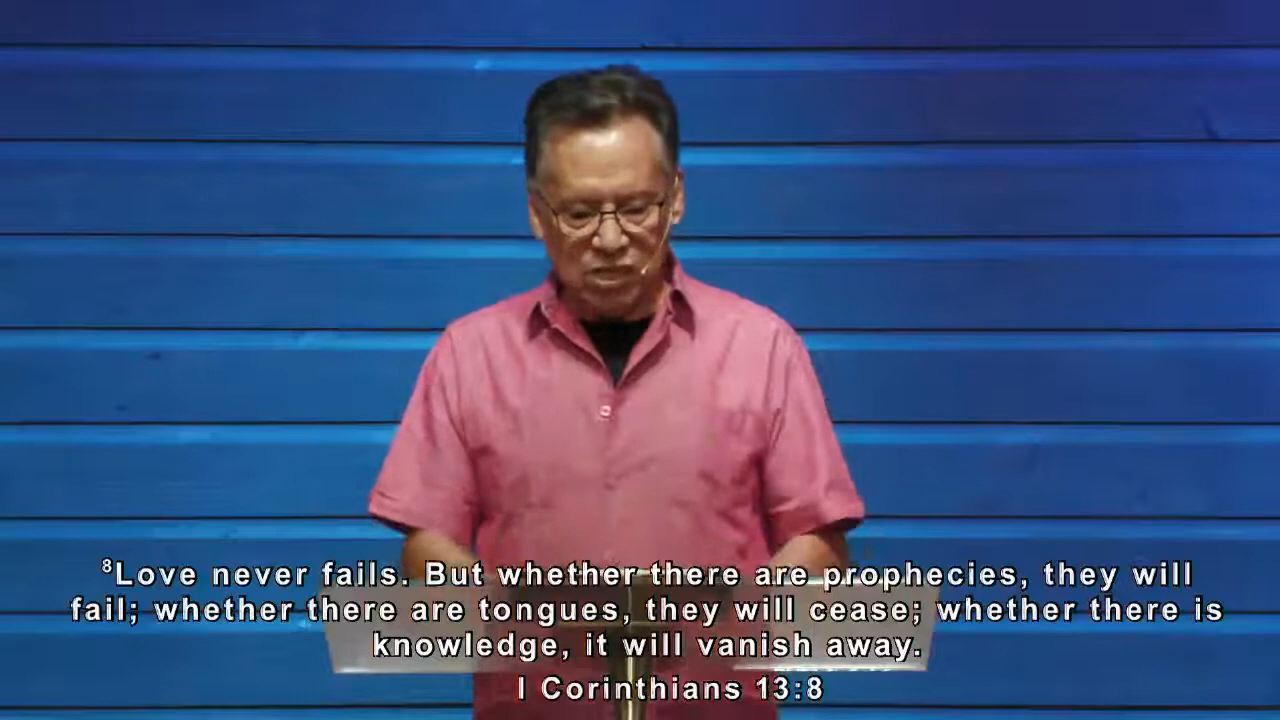 ⁸Love never fails. But whether there are prophecies, they will
fail; whether there are tongues, they will cease; whether there is
knowledge, it will vanish away.
I Corinthians 13:8